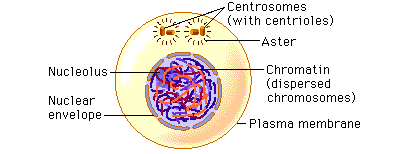 Centrosomes
(with centrioles)
Aster
Nucleolus
Chromatin
(dispersed
chromosomes)
Nuclear
envelope
Plasma membrane